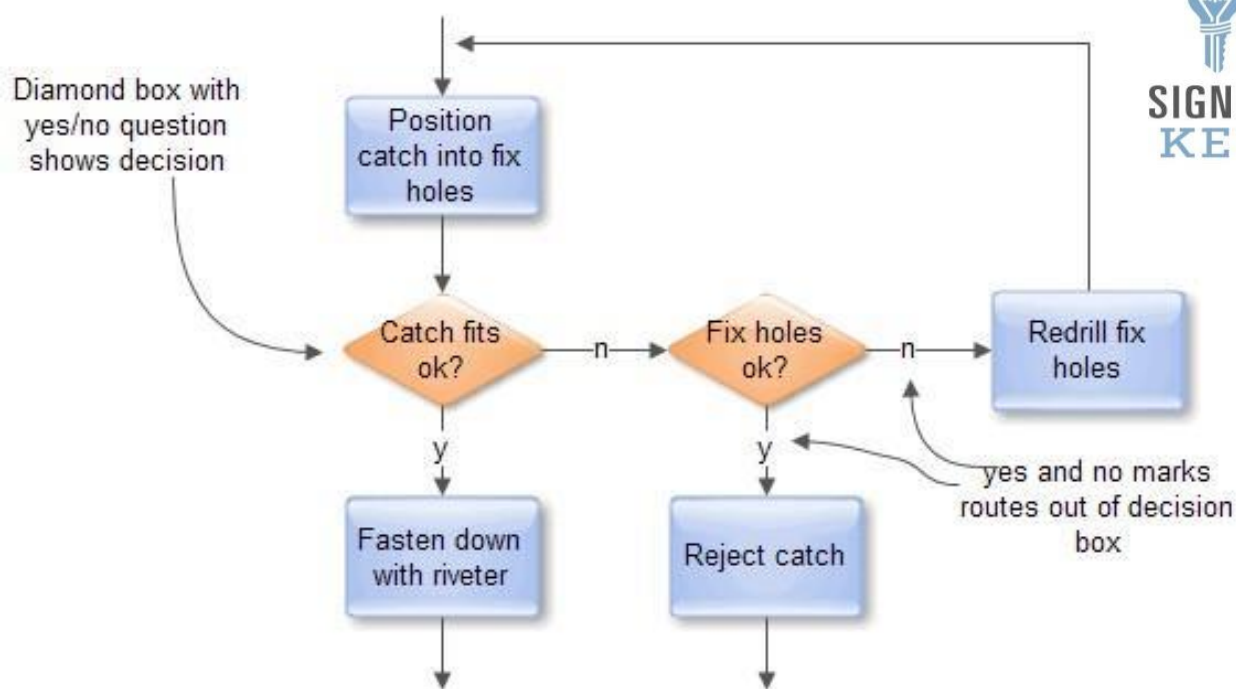 SIGN
KE
Diamond box with
yes/no question
shows decision
Position
catch into fix
holes
Catch fits
ok?
n
Fix holes
ok?
n
Redrill fix
holes
y
y
yes and no marks
routes out of decision
box
Fasten down
with riveter
Reject catch